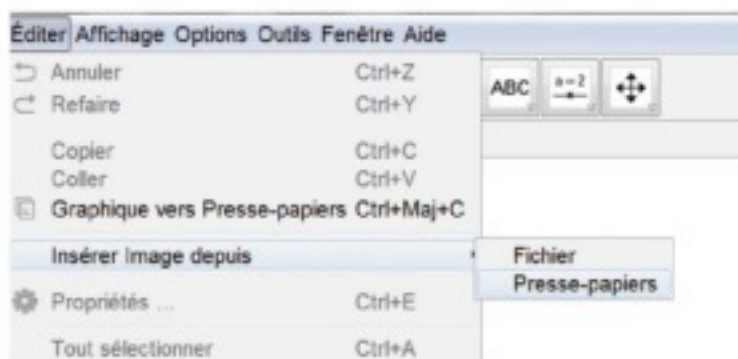 Éditer Affichage Options Outils Fenêtre Aide
Annuler Ctrl+Z
Refaire Ctrl+Y
ABC a=2
Copier Ctrl+C
Coller Ctrl+V
Graphique vers Presse-papiers Ctrl+Maj+C
Insérer Image depuis
Fichier
Presse-papiers
Propriétés ... Ctrl+E
Tout sélectionner Ctrl+A